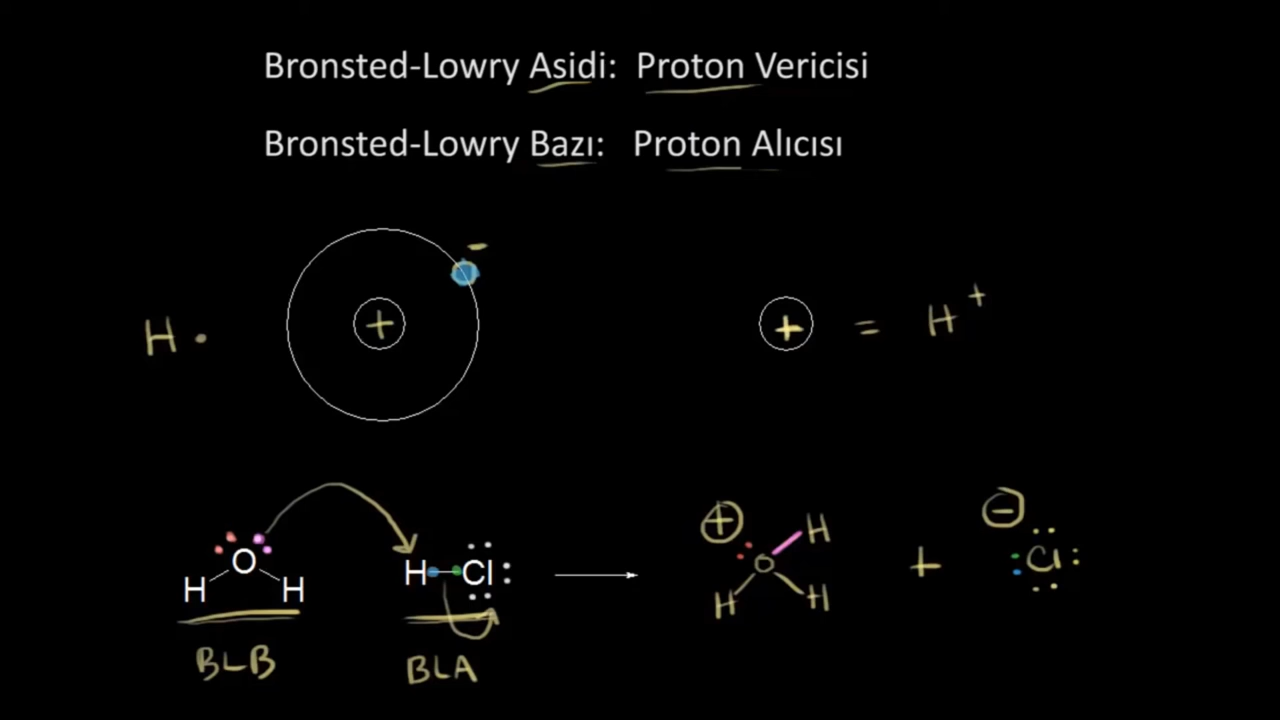 Bronsted-Lowry Asidi: Proton Vericisi
Bronsted-Lowry Bazı: Proton Alıcısı
H · + - + = H +
O H H H Cl + O H H H + - Cl
BLB BLA